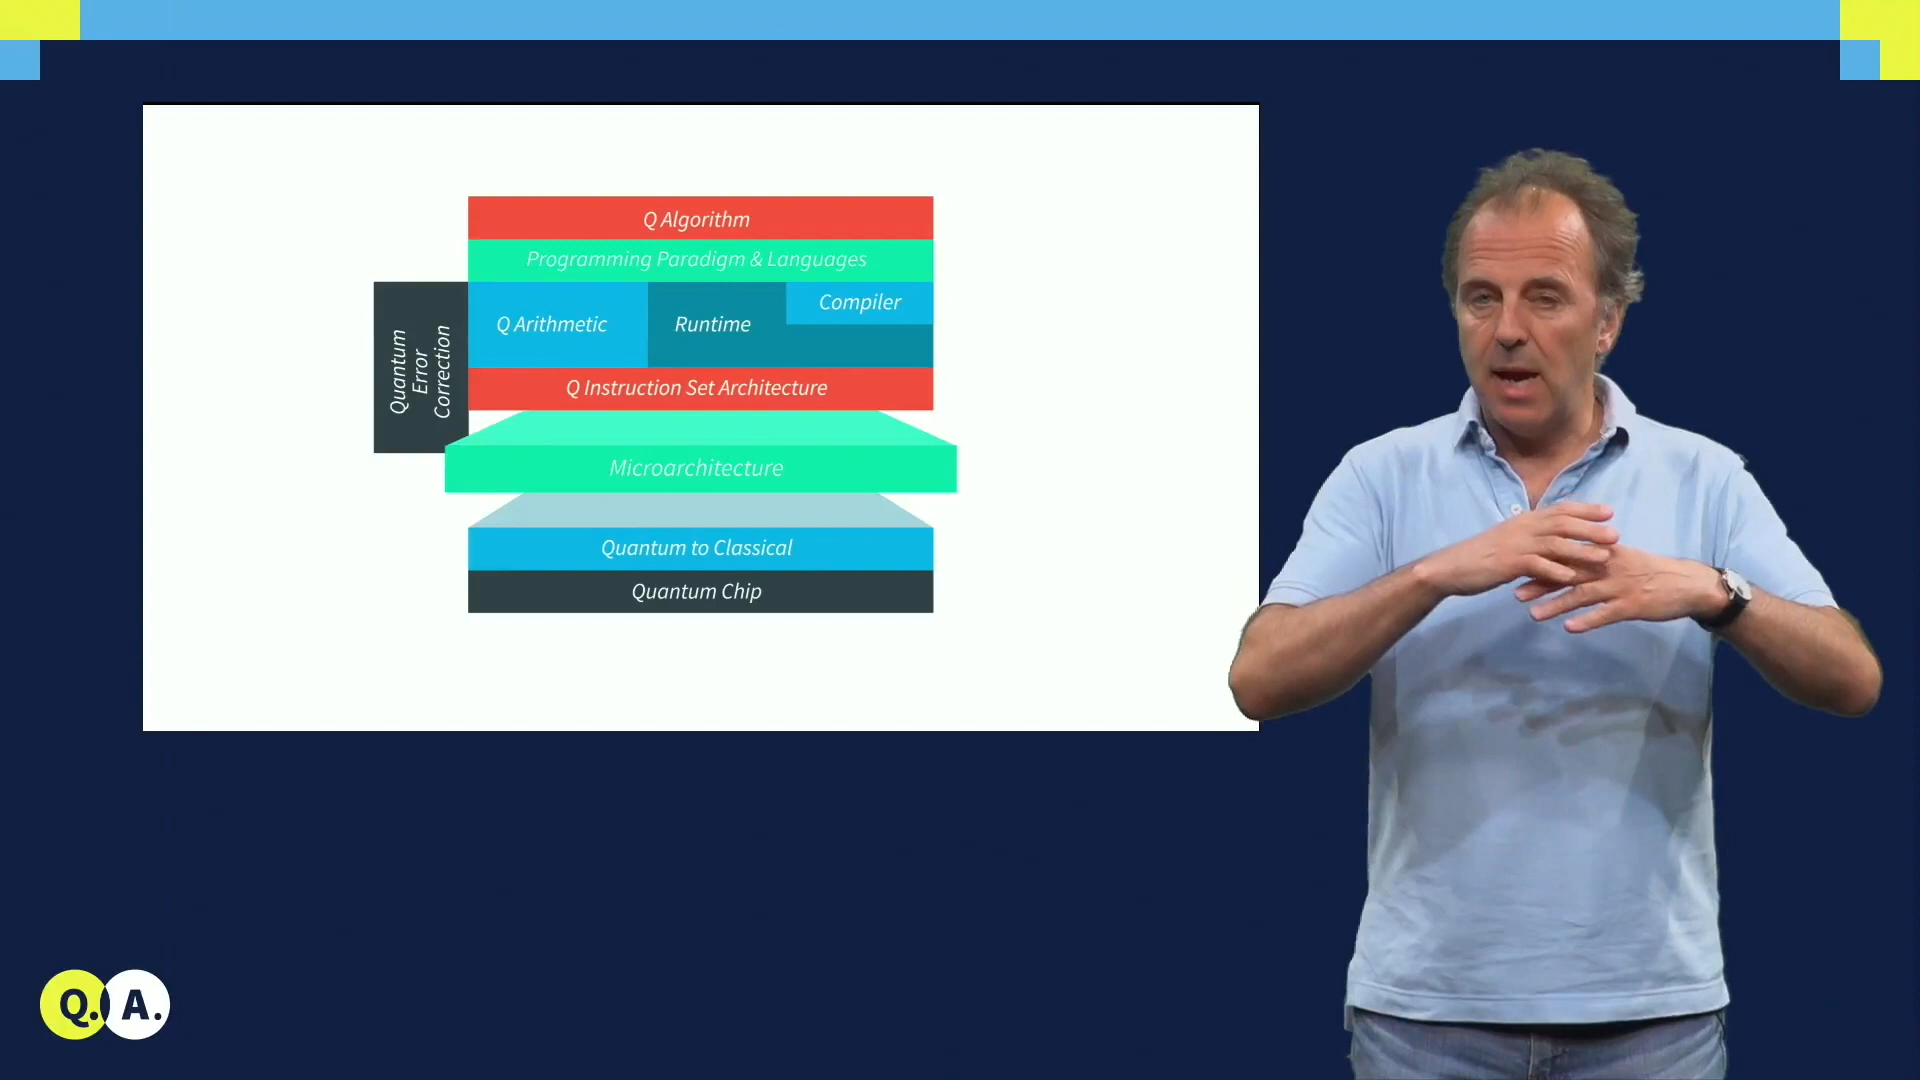 Q Algorithm
Programming Paradigm & Languages
Quantum
Error
Correction
Q Arithmetic
Runtime
Compiler
Q Instruction Set Architecture
Microarchitecture
Quantum to Classical
Quantum Chip
Q. A.